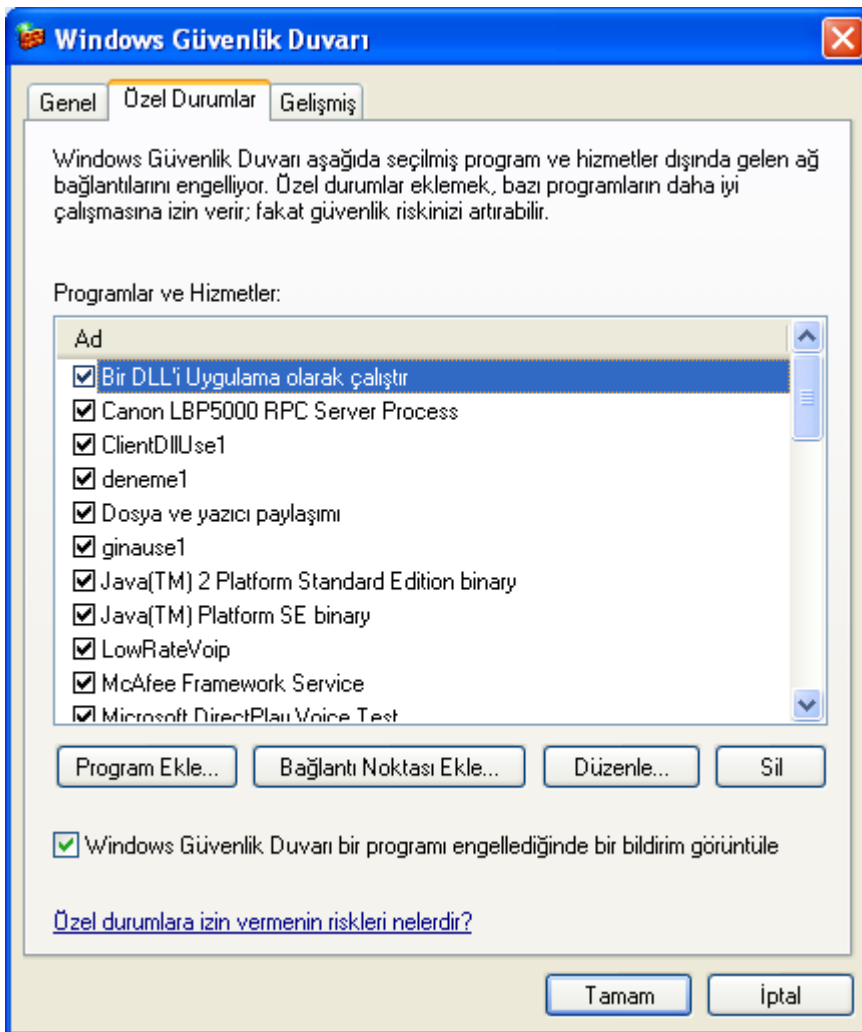 Windows Güvenlik Duvarı
Genel
Özel Durumlar
Gelişmiş
Windows Güvenlik Duvarı aşağıda seçilmiş program ve hizmetler dışında gelen ağ
bağlantılarını engelliyor. Özel durumlar eklemek, bazı programların daha iyi
çalışmasına izin verir; fakat güvenlik riskinizi artırabilir.
Programlar ve Hizmetler:
Ad
Bir DLL'i Uygulama olarak çalıştır
Canon LBP5000 RPC Server Process
ClientDllUse1
deneme1
Dosya ve yazıcı paylaşımı
ginause1
Java(TM) 2 Platform Standard Edition binary
Java(TM) Platform SE binary
LowRateVoip
McAfee Framework Service
Microsoft DirectPlay Voice Test
Program Ekle...
Bağlantı Noktası Ekle...
Düzenle...
Sil
Windows Güvenlik Duvarı bir programı engellediğinde bir bildirim görüntüle
Özel durumlara izin vermenin riskleri nelerdir?
Tamam
İptal